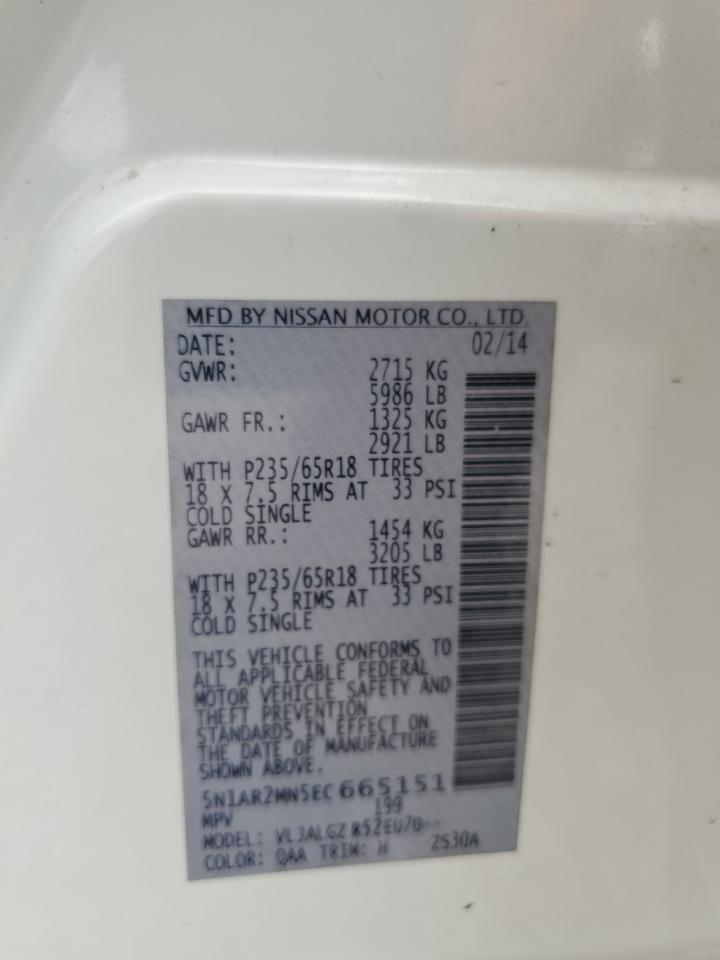 MFD BY NISSAN MOTOR CO., LTD.
DATE: 02/14
GVWR: 2715 KG
5986 LB
GAWR FR.: 1325 KG
2921 LB
WITH P235/65R18 TIRES
18 X 7.5 RIMS AT 33 PSI
COLD SINGLE
GAWR RR.: 1454 KG
3205 LB
WITH P235/65R18 TIRES
18 X 7.5 RIMS AT 33 PSI
COLD SINGLE
THIS VEHICLE CONFORMS TO
ALL APPLICABLE FEDERAL
MOTOR VEHICLE SAFETY AND
THEFT PREVENTION
STANDARDS IN EFFECT ON
THE DATE OF MANUFACTURE
SHOWN ABOVE.
5N1AR2MN5EC665151
MPV 199
MODEL:
COLOR: QAA TRIM: H ZS30A